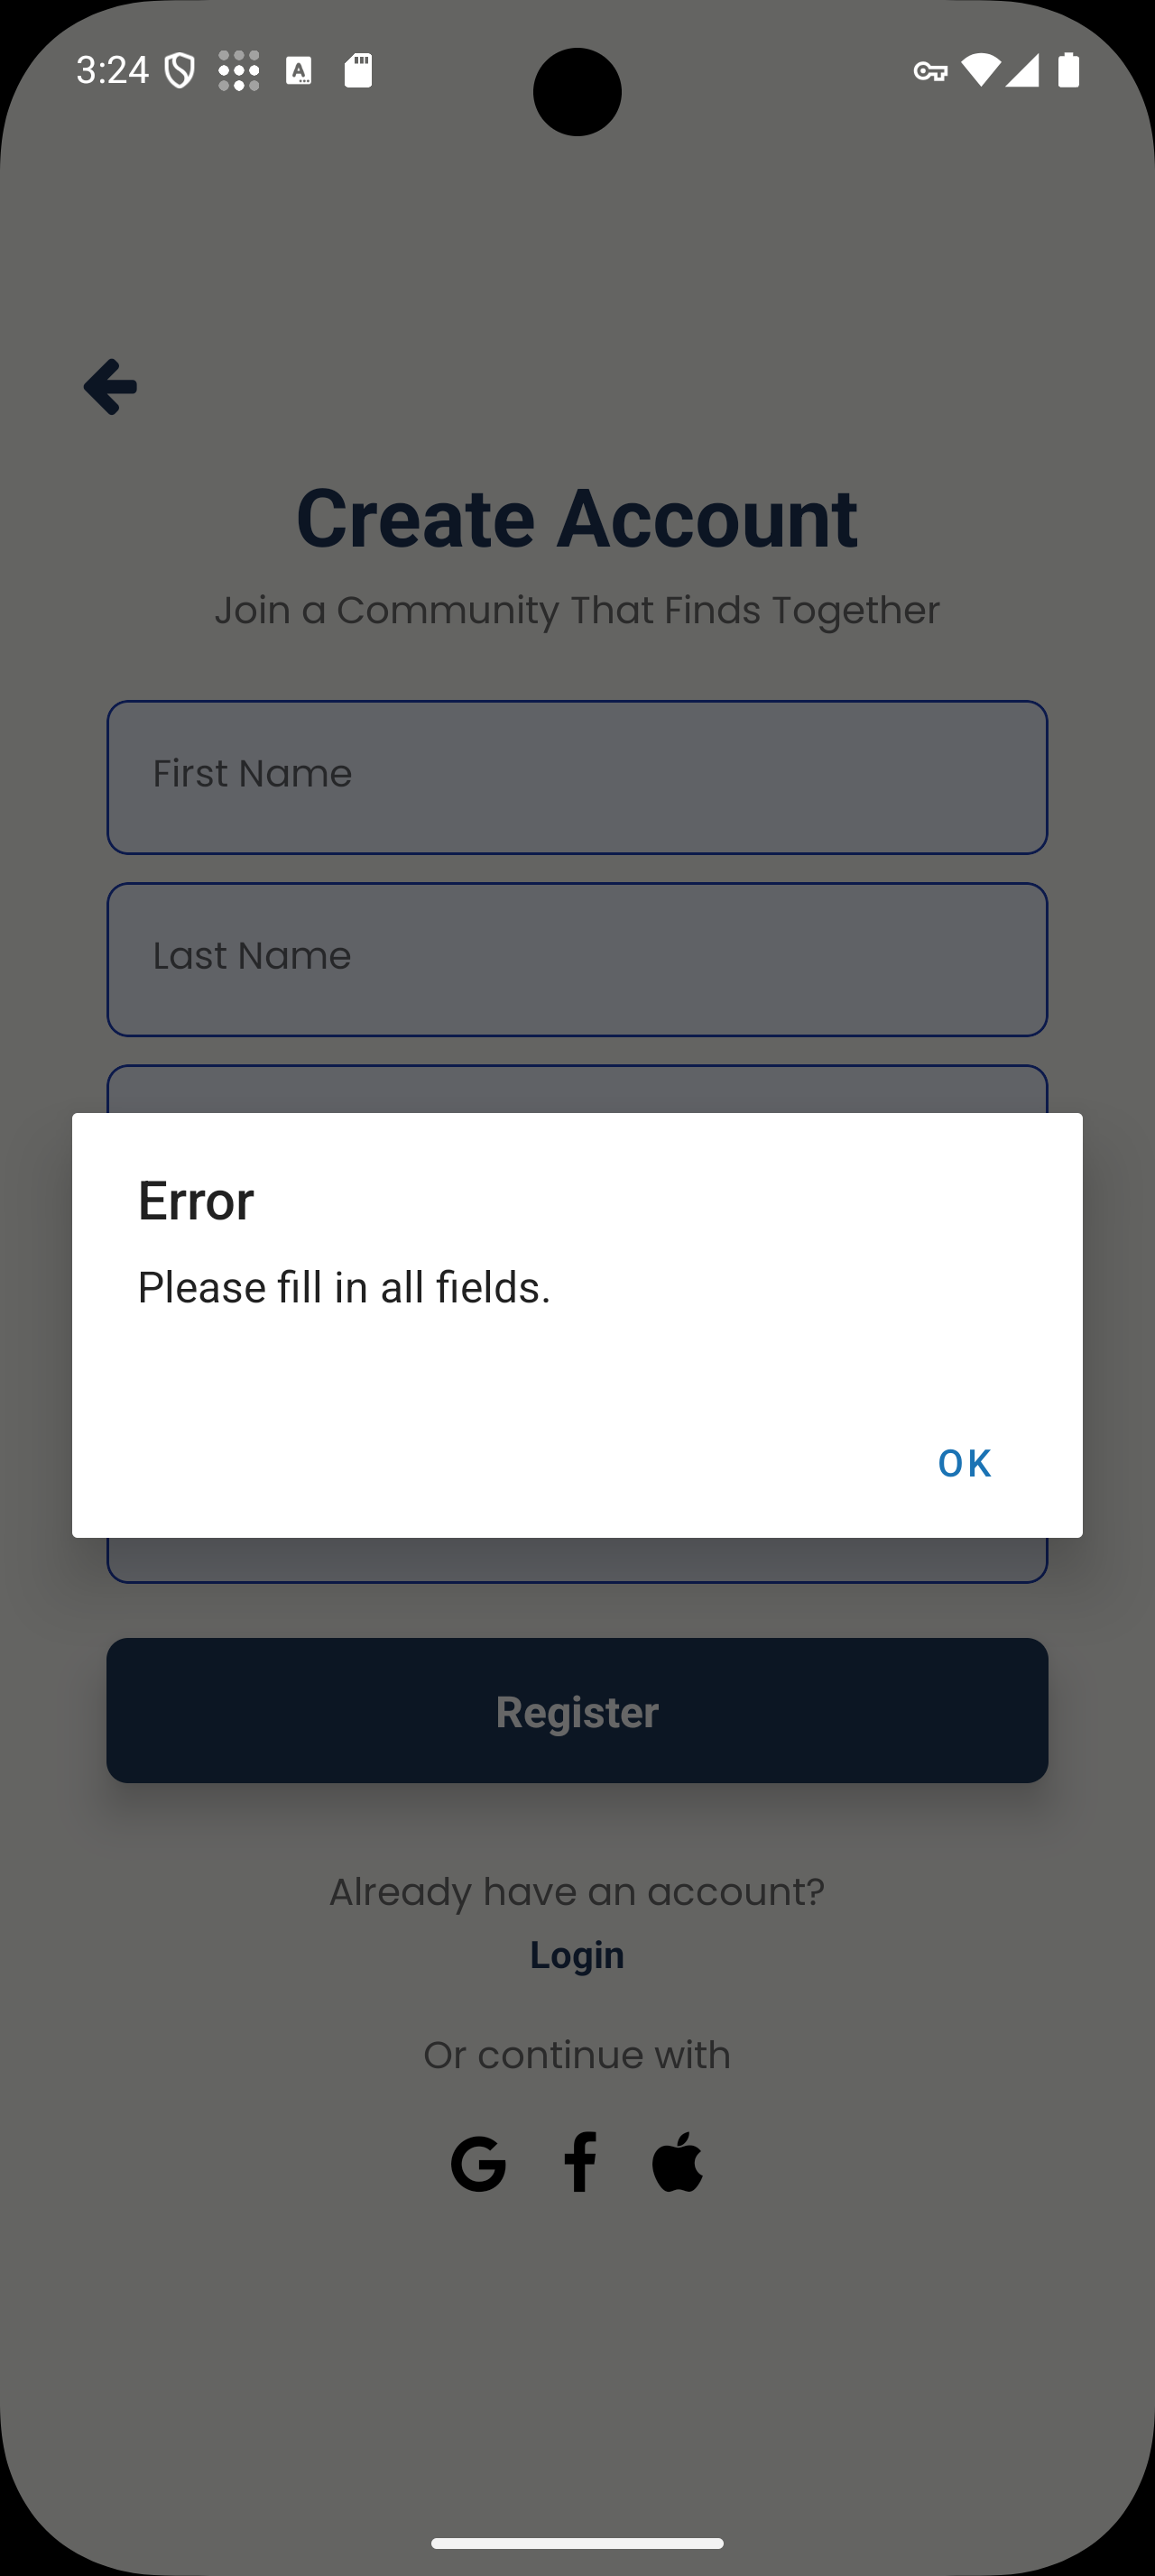 3:24
Create Account
Join a Community That Finds Together
First Name
Last Name
Error
Please fill in all fields.
OK
Register
Already have an account?
Login
Or continue with